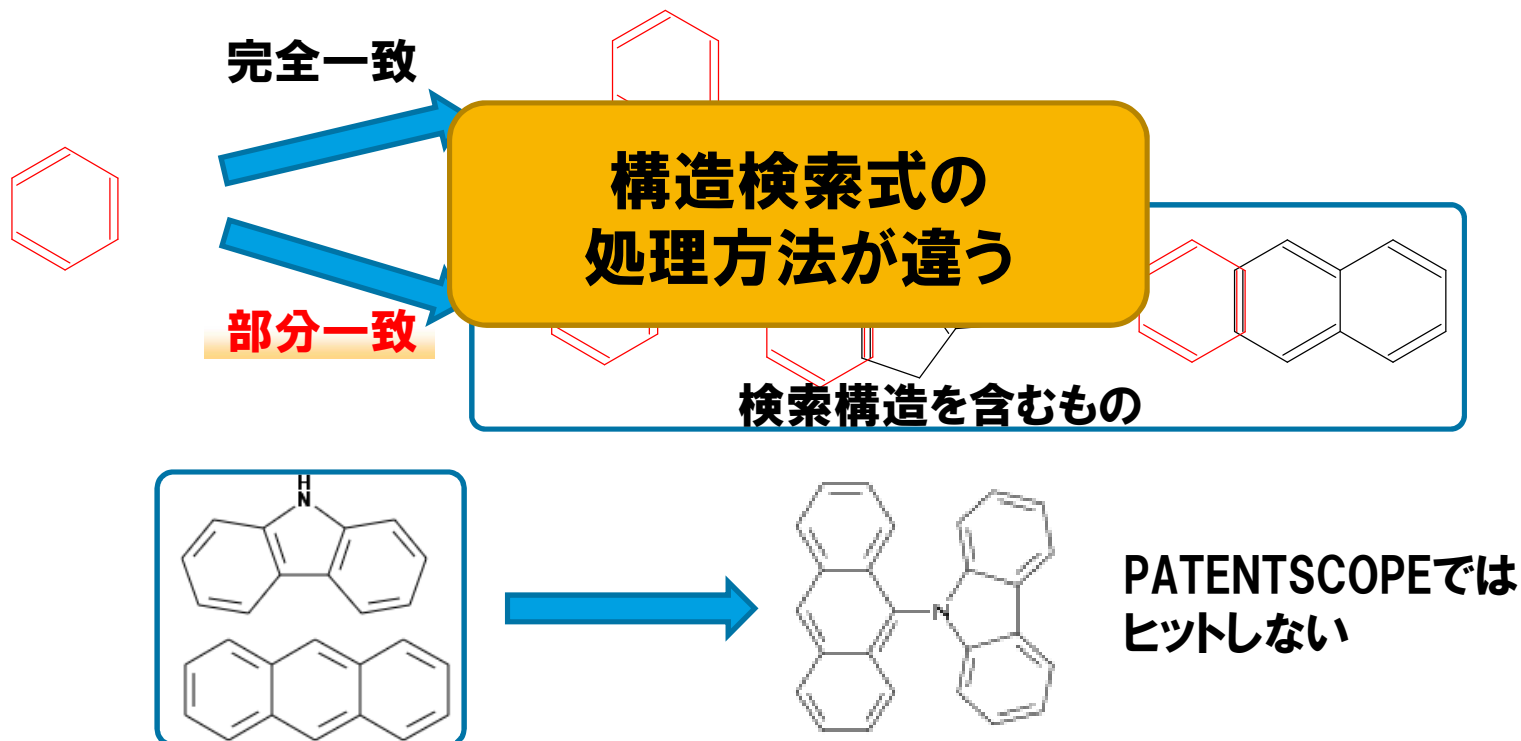 完全一致
構造検索式の
処理方法が違う
部分一致
検索構造を含むもの
H
N
N
PATENTSCOPEでは
ヒットしない